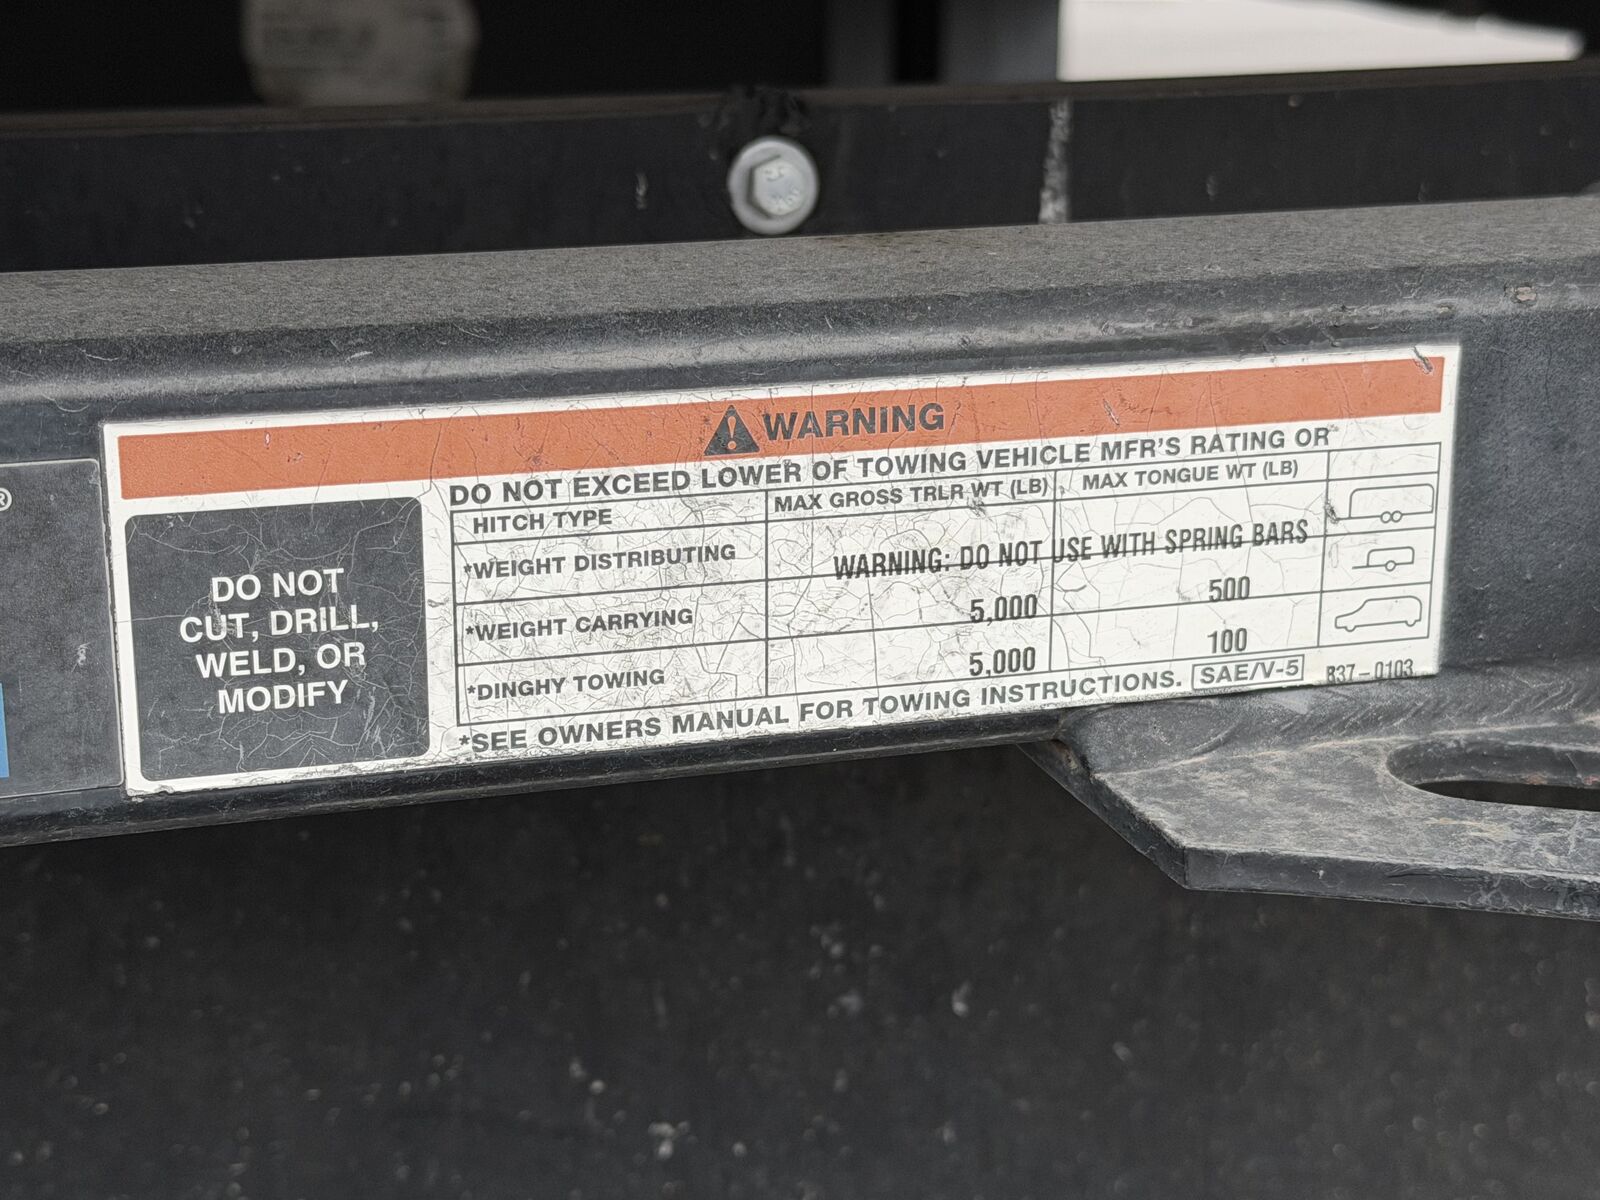 ®
WARNING
DO NOT EXCEED LOWER OF TOWING VEHICLE MFR'S RATING OR
HITCH TYPE MAX GROSS TRLR WT (LB) MAX TONGUE WT (LB)
*WEIGHT DISTRIBUTING WARNING: DO NOT USE WITH SPRING BARS
*WEIGHT CARRYING 5,000 500
*DINGHY TOWING 5,000 100
*SEE OWNERS MANUAL FOR TOWING INSTRUCTIONS. SAE/V-5 B37-0103
DO NOT
CUT, DRILL,
WELD, OR
MODIFY